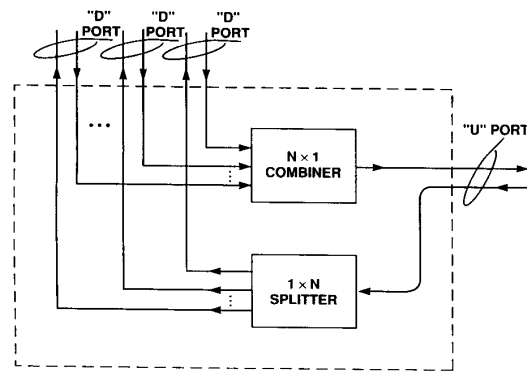 "D"
PORT
"D"
PORT
"D"
PORT
...
"U" PORT
N × 1
COMBINER
1 × N
SPLITTER